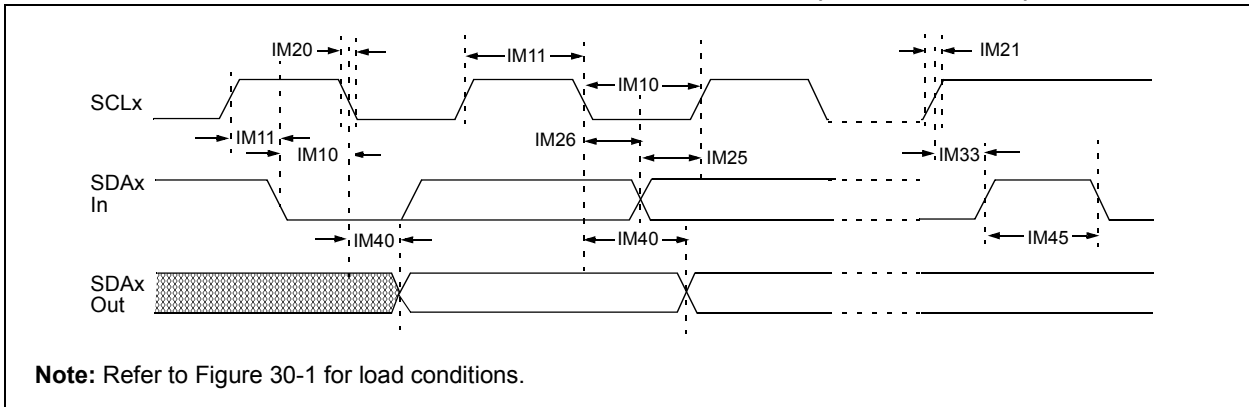 IM20
IM11
IM21
IM10
SCLx
IM11
IM26
IM10
IM25
IM33
SDAx
In
IM40
IM40
IM45
SDAx
Out
Note: Refer to Figure 30-1 for load conditions.